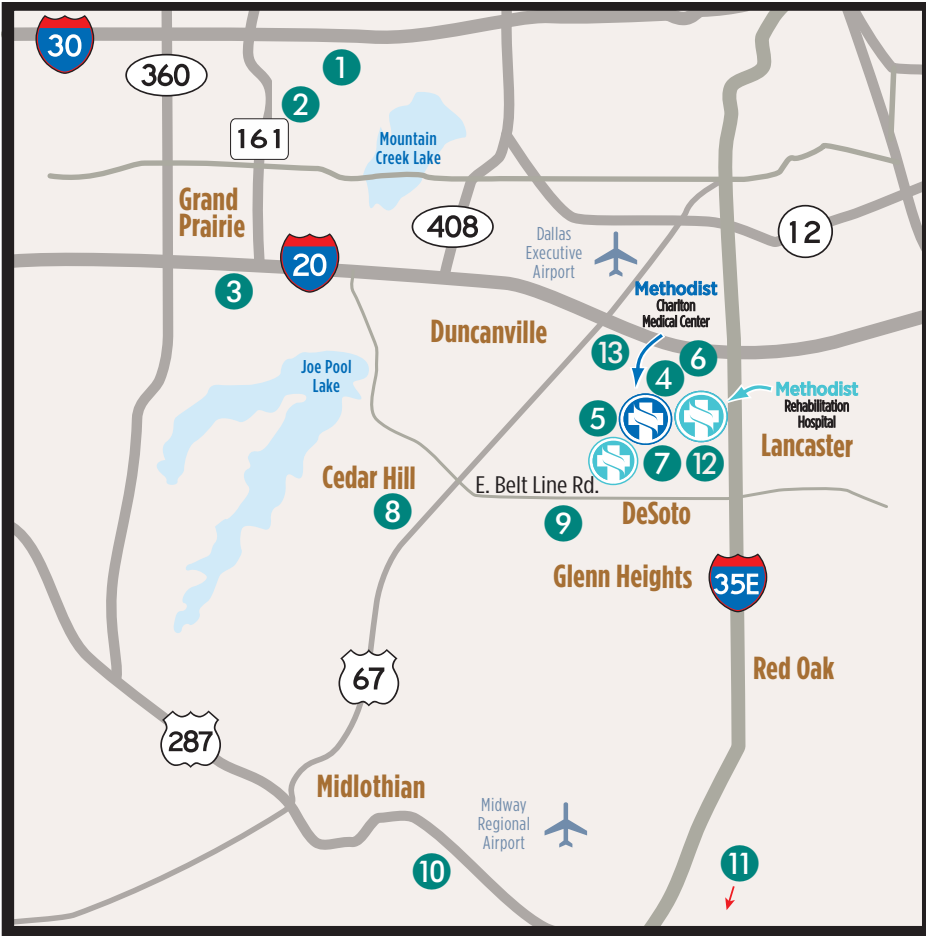 30
1
360
2
161
Mountain
Creek Lake
Grand
Prairie
408
12
Dallas
Executive
Airport
20
3
Methodist
Charlton
Medical Center
Duncanville
13
6
Joe Pool
Lake
4
Methodist
Rehabilitation
Hospital
5
Lancaster
7
12
Cedar Hill
E. Belt Line Rd.
8
9
DeSoto
Glenn Heights
35E
Red Oak
67
287
Midlothian
Midway
Regional
Airport
10
11